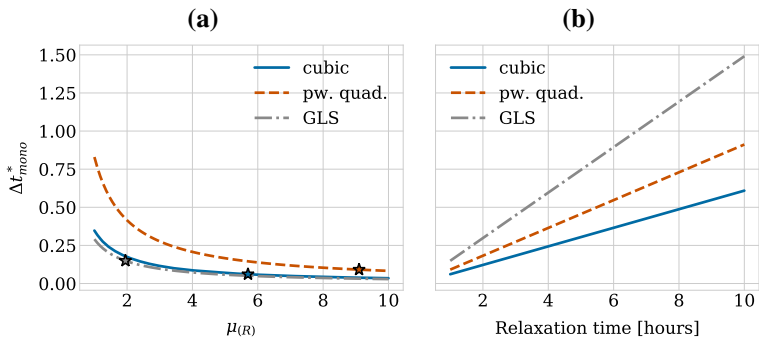 (a)
(b)
1.50
1.25
1.00
0.75
0.50
0.25
0.00
Δt*mono
cubic
pw. quad.
GLS
2
4
6
8
10
μ(R)
cubic
pw. quad.
GLS
2
4
6
8
10
Relaxation time [hours]